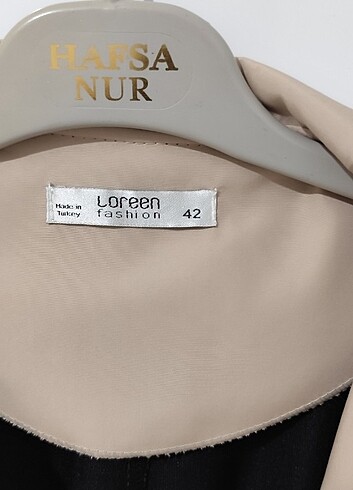 HAFSA
NUR
Made in
Turkey
Loreen
fashion
42